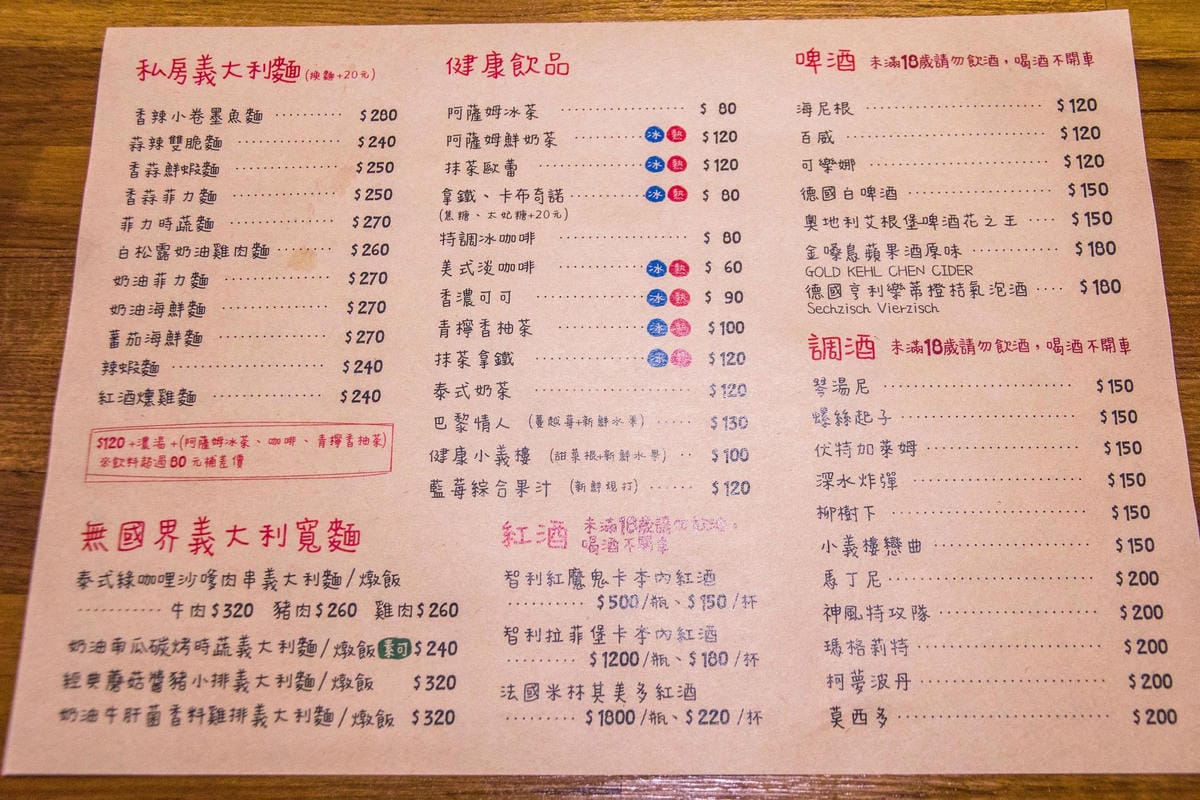 私房義大利麵(換麵+20元)
香辣小卷墨魚麵 ·········· $280
蒜辣雙脆麵 ·············· $240
香蒜鮮蝦麵 ·············· $250
香蒜菲力麵 ·············· $250
菲力時蔬麵 ·············· $270
白松露奶油雞肉麵 ········ $260
奶油菲力麵 ·············· $270
奶油海鮮麵 ·············· $270
蕃茄海鮮麵 ·············· $270
辣蝦麵 ·················· $240
紅酒燻雞麵 ·············· $240
$120+濃湯+(阿薩姆冰茶、咖啡、青檸香柚茶)
※飲料超過80元補差價
無國界義大利寬麵
泰式綠咖哩沙嗲肉串義大利麵/燉飯
·········· 牛肉$320 豬肉$260 雞肉$260
奶油南瓜碳烤時蔬義大利麵/燉飯 素可 $240
經典蘑菇醬豬小排義大利麵/燉飯 $320
奶油牛肝菌香料雞排義大利麵/燉飯 $320
健康飲品
阿薩姆冰茶 ·············· $ 80
阿薩姆鮮奶茶 ········ 冰 熱 $120
抹茶歐蕾 ············ 冰 熱 $120
拿鐵、卡布奇諾 ······ 冰 熱 $ 80
(焦糖、太妃糖+20元)
特調冰咖啡 ·············· $ 80
美式淡咖啡 ·········· 冰 熱 $ 60
香濃可可 ············ 冰 熱 $ 90
青檸香柚茶 ·········· 冰 熱 $100
抹茶拿鐵 ············ 冰 熱 $120
泰式奶茶 ················ $120
巴黎情人 (蔓越莓+新鮮水果) ····· $130
健康小義樓 (甜菜根+新鮮水果) ·· $100
藍莓綜合果汁 (新鮮現打) ······ $120
紅酒 未滿18歲請勿飲酒，
喝酒不開車
智利紅魔鬼卡本內紅酒
········· $500/瓶、$150/杯
智利拉菲堡卡本內紅酒
········· $1200/瓶、$180/杯
法國米林其美多紅酒
········· $1800/瓶、$220/杯
啤酒 未滿18歲請勿飲酒，喝酒不開車
海尼根 ·················· $120
百威 ···················· $120
可樂娜 ·················· $120
德國白啤酒 ·············· $150
奧地利艾根堡啤酒花之王 ···· $150
金嗓島蘋果酒原味 ········ $180
GOLD KEHL CHEN CIDER
德國亨利樂蒂橙桔氣泡酒 ···· $180
Sechzisch Vierzisch
調酒 未滿18歲請勿飲酒，喝酒不開車
琴湯尼 ·················· $150
螺絲起子 ················ $150
伏特加萊姆 ·············· $150
深水炸彈 ················ $150
柳樹下 ·················· $150
小義樓戀曲 ·············· $150
馬丁尼 ·················· $200
神風特攻隊 ·············· $200
瑪格莉特 ················ $200
柯夢波丹 ················ $200
莫西多 ·················· $200